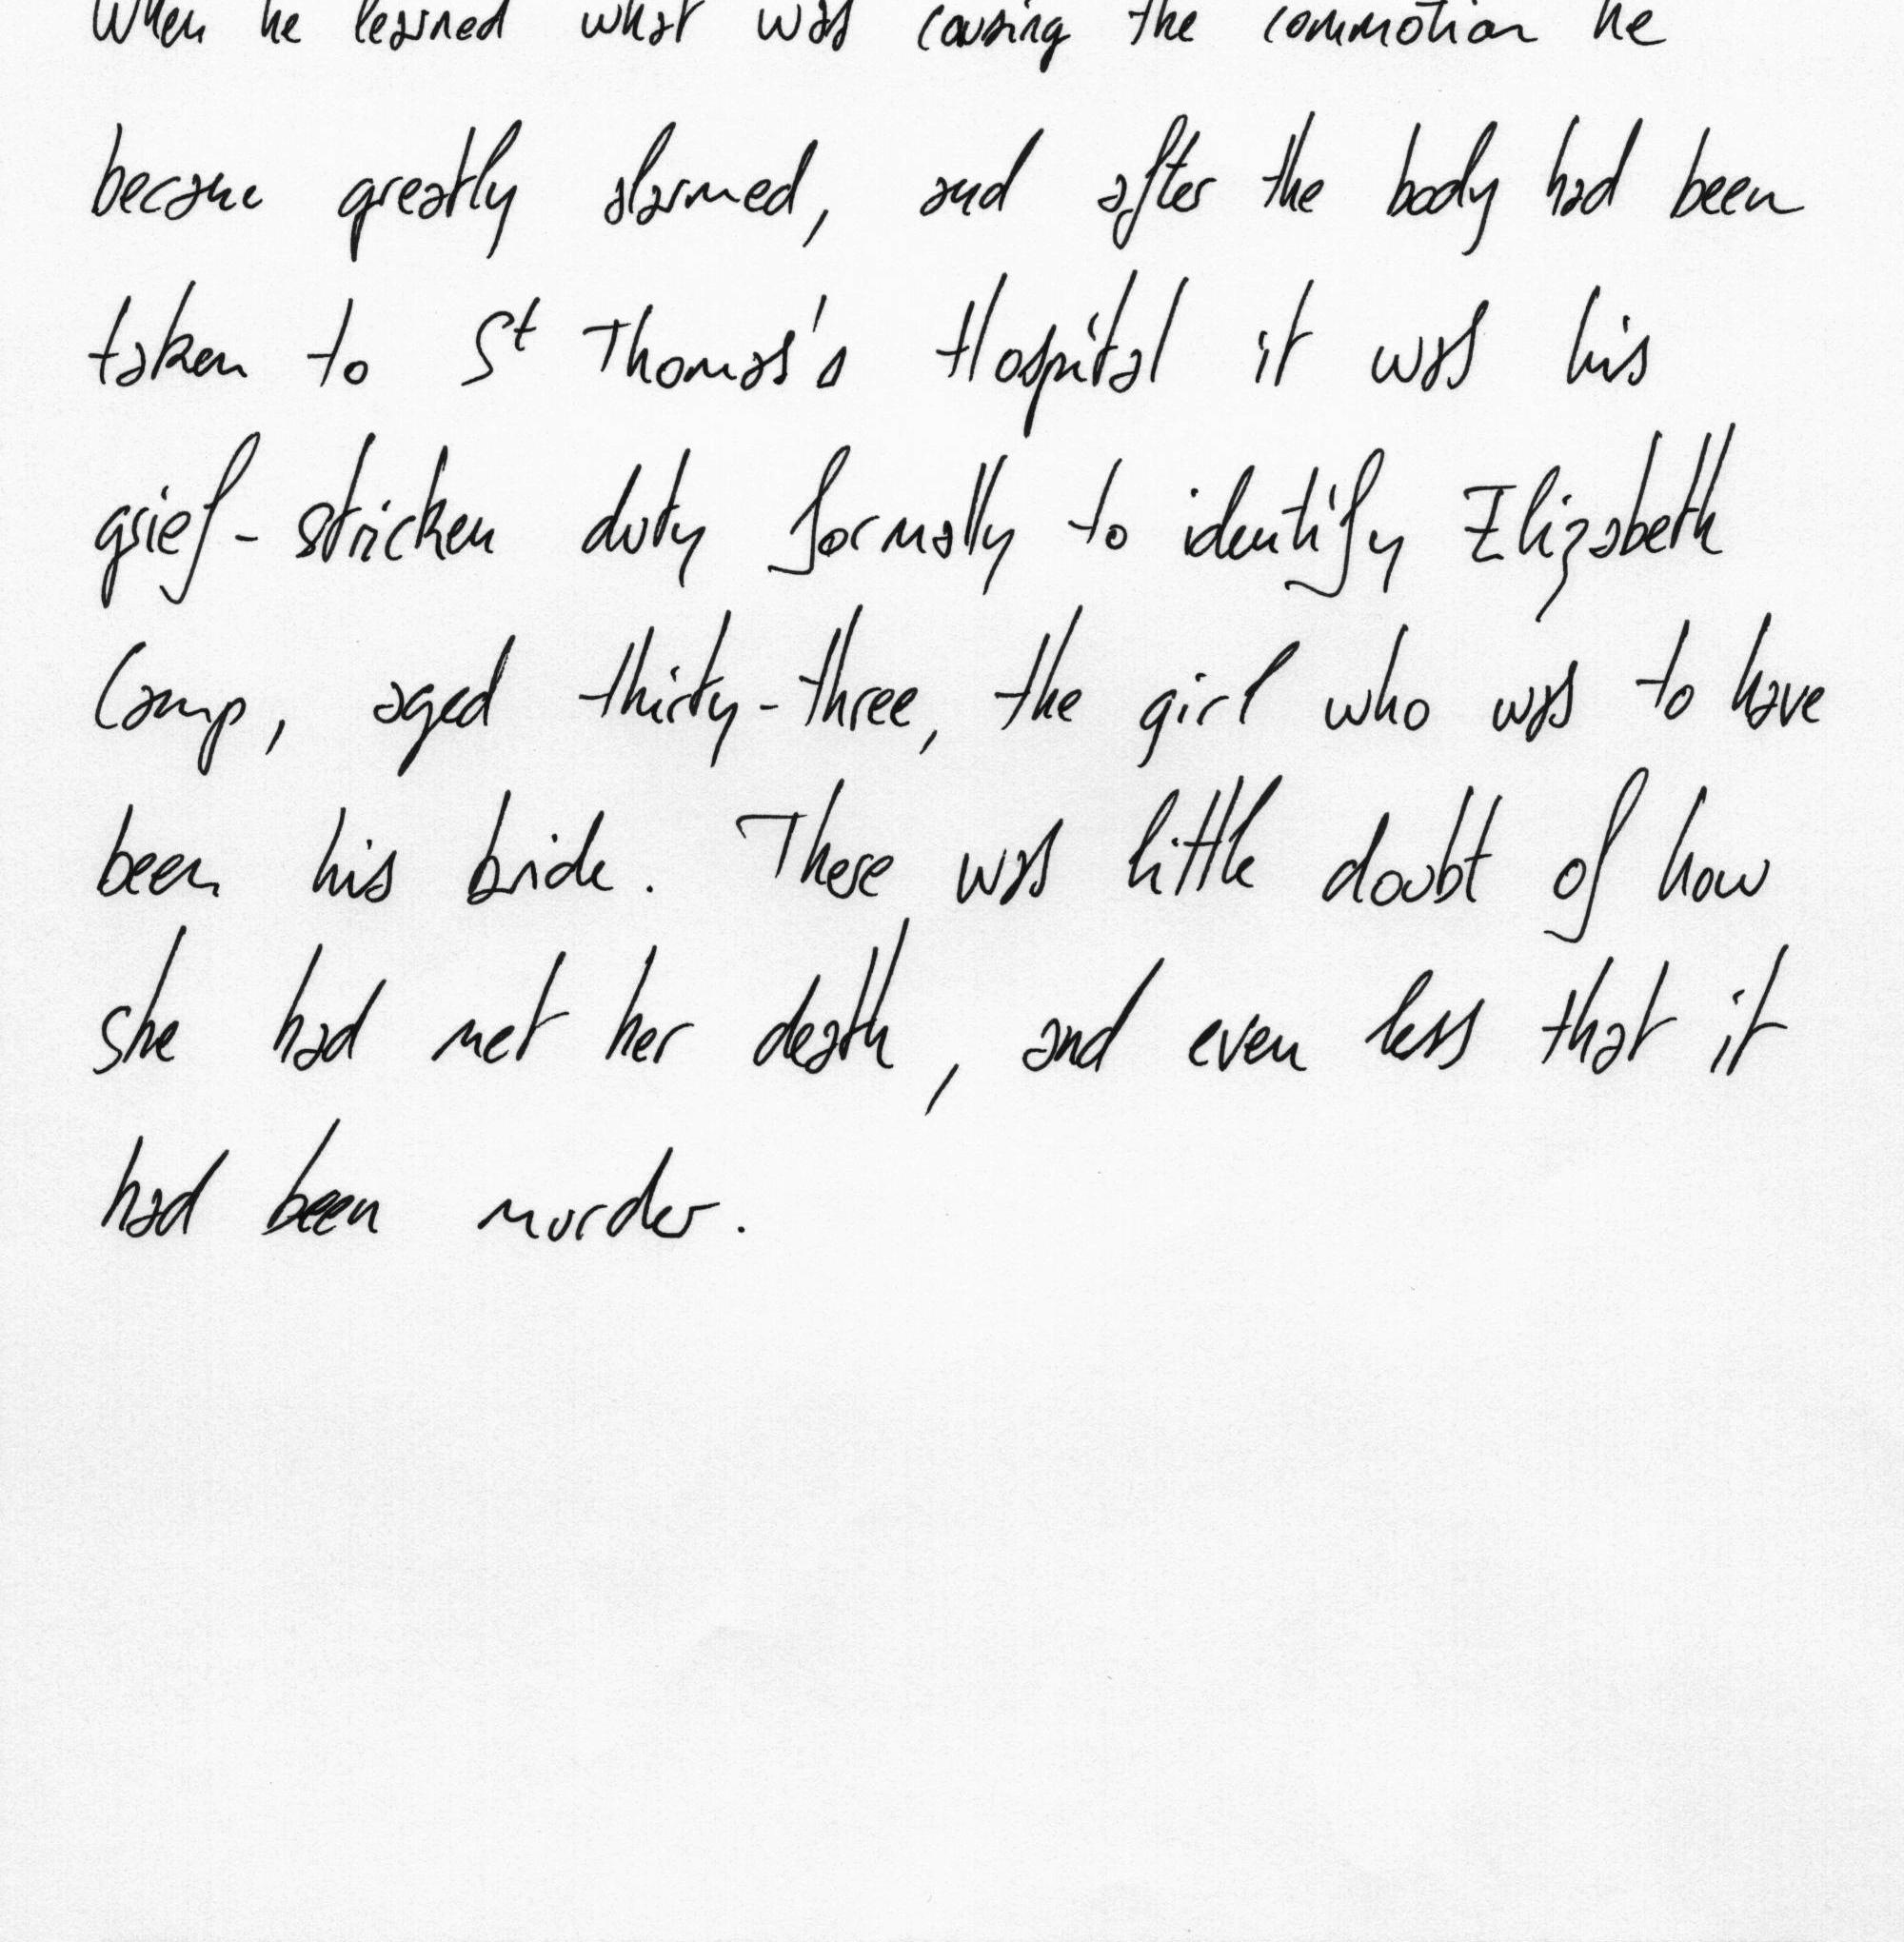 When he learned what was causing the commotion he
became greatly alarmed, and after the body had been
taken to St Thomas's Hospital it was his
grief-stricken duty formally to identify Elizabeth
Camp, aged thirty-three, the girl who was to have
been his bride. There was little doubt of how
she had met her death, and even less that it
had been murder.